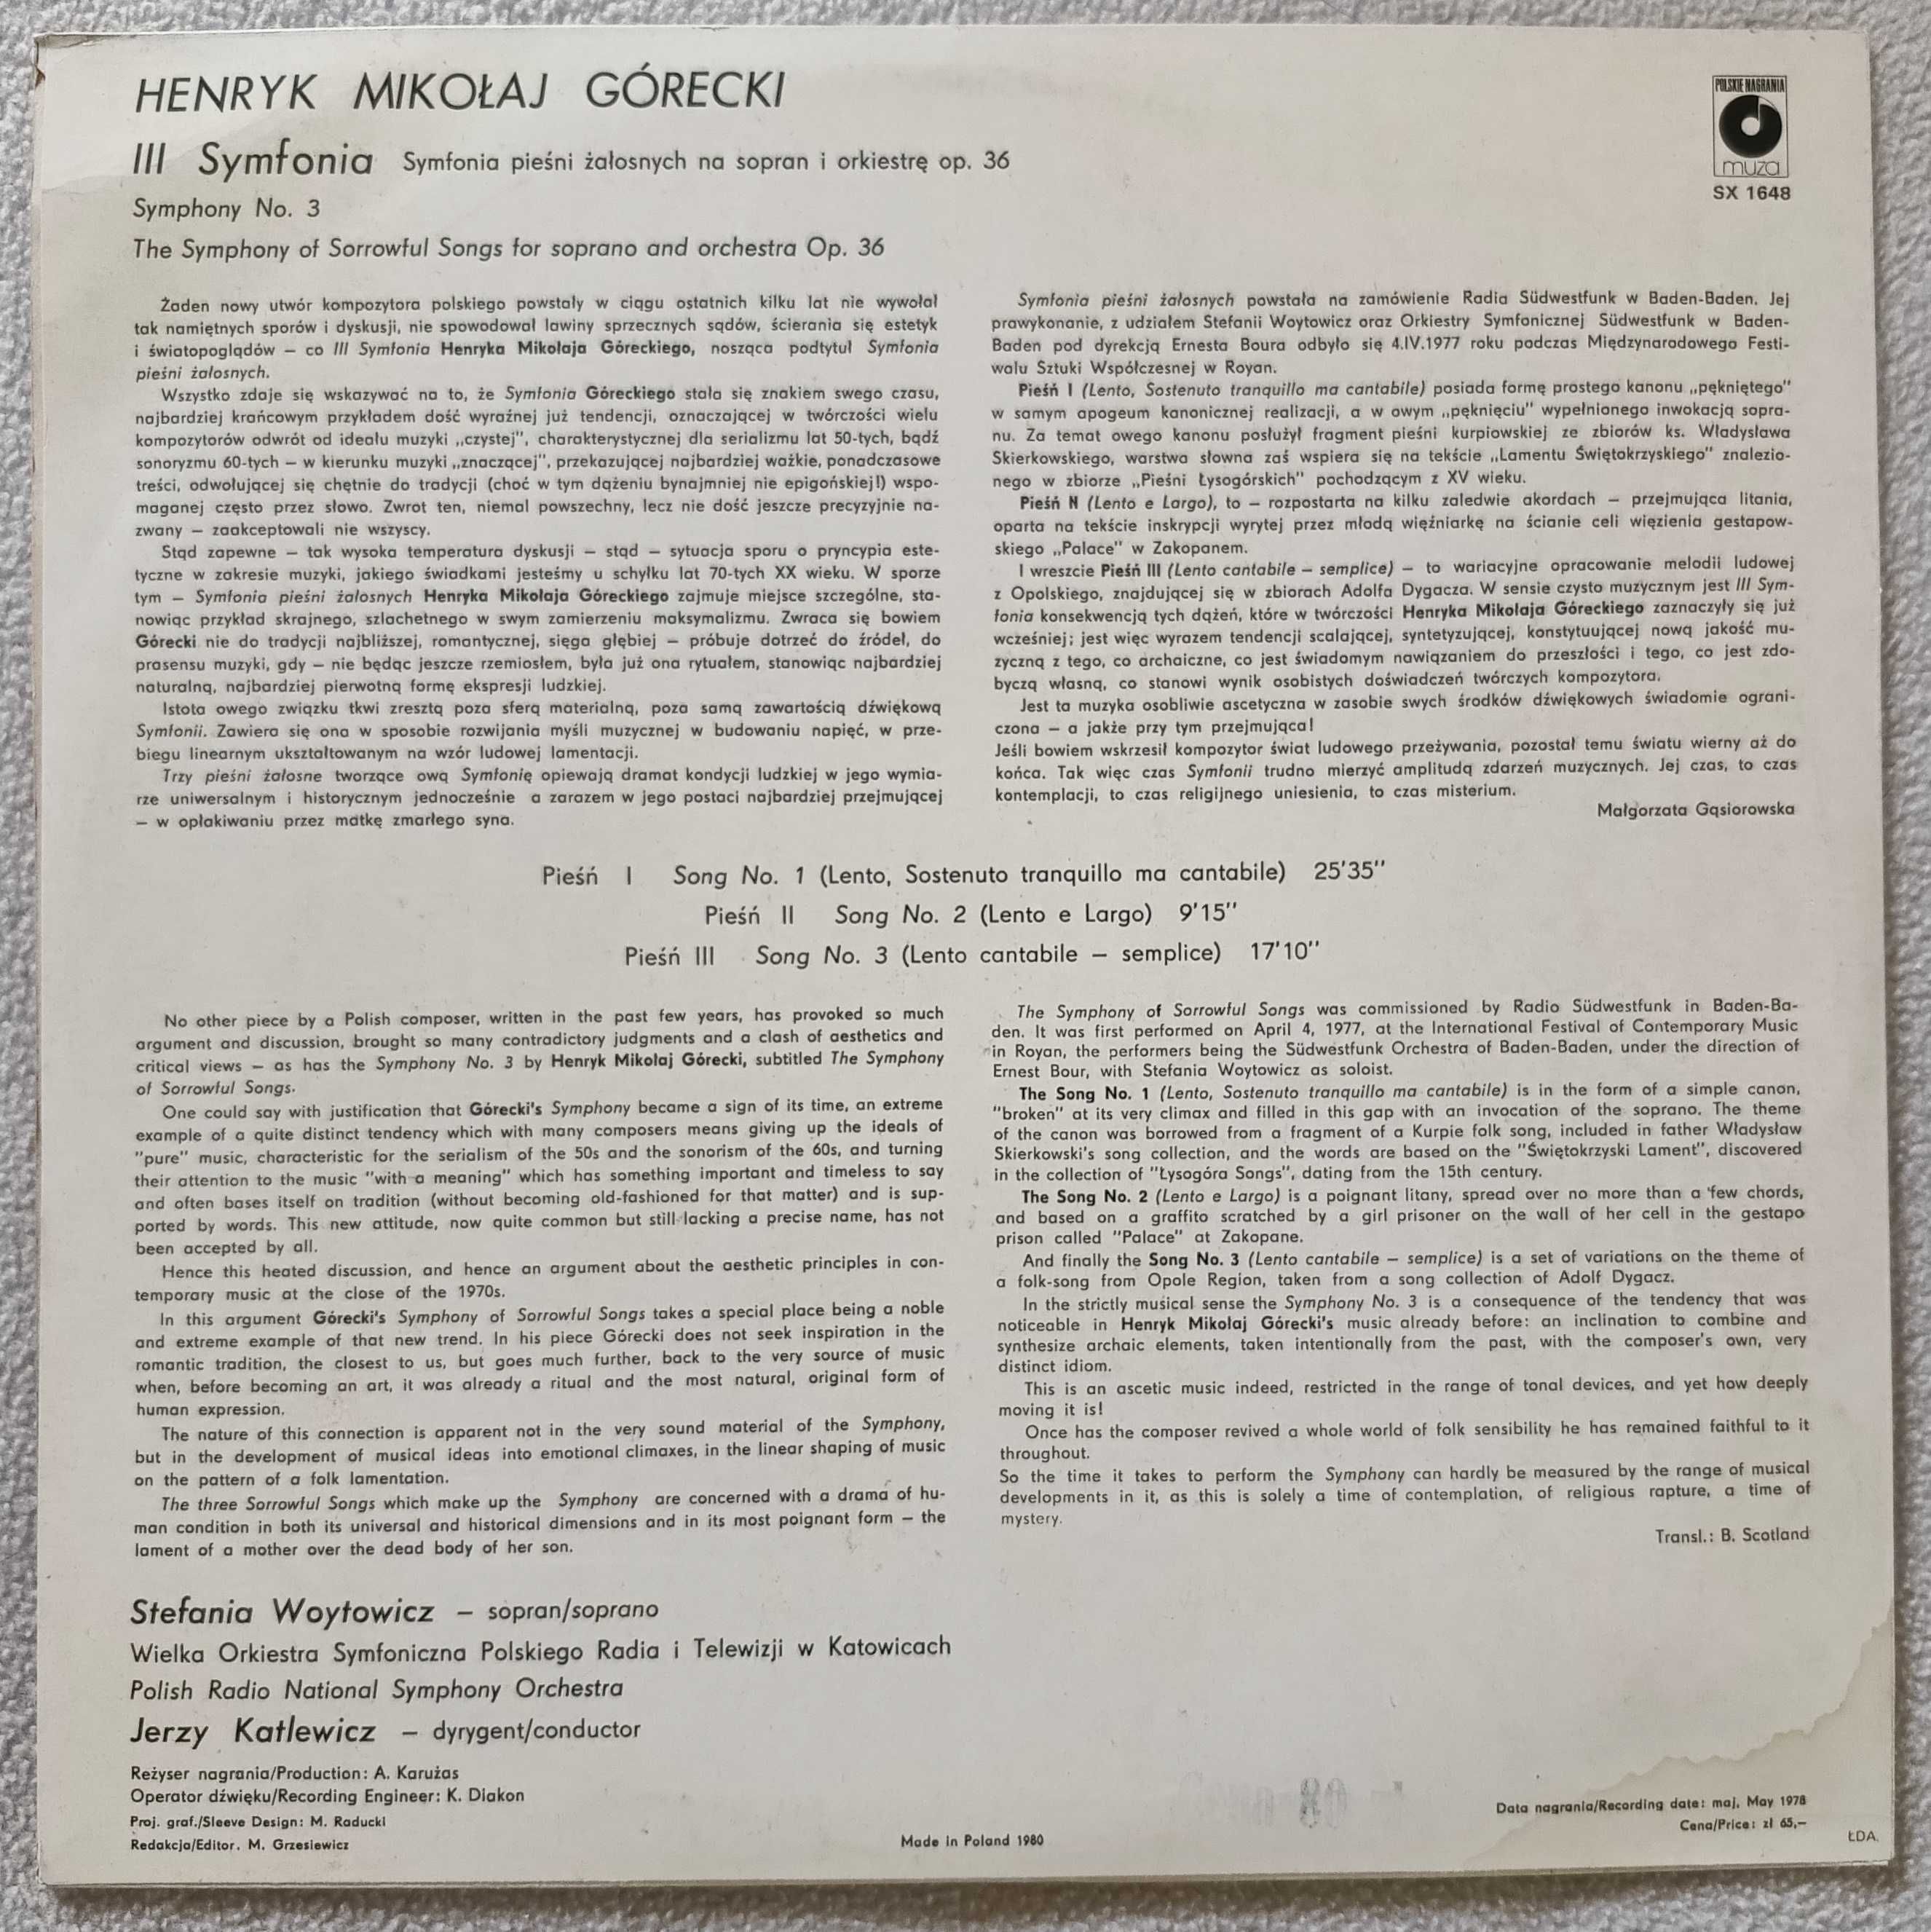 HENRYK MIKOŁAJ GÓRECKI
III Symfonia Symfonia pieśni żałosnych na sopran i orkiestrę op. 36
Symphony No. 3
The Symphony of Sorrowful Songs for soprano and orchestra Op. 36
POLSKIE NAGRANIA
muza
SX 1648
Żaden nowy utwór kompozytora polskiego powstały w ciągu ostatnich kilku lat nie wywołał
tak namiętnych sporów i dyskusji, nie spowodował lawiny sprzecznych sądów, ścierania się estetyk
i światopoglądów – co III Symfonia Henryka Mikołaja Góreckiego, nosząca podtytuł Symfonia
pieśni żałosnych.
Wszystko zdaje się wskazywać na to, że Symfonia Góreckiego stała się znakiem swego czasu,
najbardziej krańcowym przykładem dość wyraźnej już tendencji, oznaczającej w twórczości wielu
kompozytorów odwrót od ideału muzyki „czystej", charakterystycznej dla serializmu lat 50-tych, bądź
sonoryzmu 60-tych – w kierunku muzyki „znaczącej", przekazującej najbardziej ważkie, ponadczasowe
treści, odwołującej się chętnie do tradycji (choć w tym dążeniu bynajmniej nie epigońskiej!) wspo-
maganej często przez słowo. Zwrot ten, niemal powszechny, lecz nie dość jeszcze precyzyjnie na-
zwany – zaakceptowali nie wszyscy.
Stąd zapewne – tak wysoka temperatura dyskusji – stąd – sytuacja sporu o pryncypia este-
tyczne w zakresie muzyki, jakiego świadkami jesteśmy u schyłku lat 70-tych XX wieku. W sporze
tym – Symfonia pieśni żałosnych Henryka Mikołaja Góreckiego zajmuje miejsce szczególne, sta-
nowiąc przykład skrajnego, szlachetnego w swym zamierzeniu maksymalizmu. Zwraca się bowiem
Górecki nie do tradycji najbliższej, romantycznej, sięga głębiej – próbuje dotrzeć do źródeł, do
prasensu muzyki, gdy – nie będąc jeszcze rzemiosłem, była już ona rytuałem, stanowiąc najbardziej
naturalną, najbardziej pierwotną formę ekspresji ludzkiej.
Istota owego związku tkwi zresztą poza sferą materialną, poza samą zawartością dźwiękową
Symfonii. Zawiera się ona w sposobie rozwijania myśli muzycznej w budowaniu napięć, w prze-
biegu linearnym ukształtowanym na wzór ludowej lamentacji.
Trzy pieśni żałosne tworzące ową Symfonię opiewają dramat kondycji ludzkiej w jego wymia-
rze uniwersalnym i historycznym jednocześnie a zarazem w jego postaci najbardziej przejmującej
– w opłakiwaniu przez matkę zmarłego syna.
Symfonia pieśni żałosnych powstała na zamówienie Radia Südwestfunk w Baden-Baden. Jej
prawykonanie, z udziałem Stefanii Woytowicz oraz Orkiestry Symfonicznej Südwestfunk w Baden-
Baden pod dyrekcją Ernesta Boura odbyło się 4.IV.1977 roku podczas Międzynarodowego Festi-
walu Sztuki Współczesnej w Royan.
Pieśń I (Lento, Sostenuto tranquillo ma cantabile) posiada formę prostego kanonu „pękniętego"
w samym apogeum kanonicznej realizacji, a w owym „pęknięciu" wypełnionego inwokacją sopra-
nu. Za temat owego kanonu posłużył fragment pieśni kurpiowskiej ze zbiorów ks. Władysława
Skierkowskiego, warstwa słowna zaś wspiera się na tekście „Lamentu Świętokrzyskiego" znalezio-
nego w zbiorze „Pieśni Łysogórskich" pochodzącym z XV wieku.
Pieśń N (Lento e Largo), to – rozpostarta na kilku zaledwie akordach – przejmująca litania,
oparta na tekście inskrypcji wyrytej przez młodą więźniarkę na ścianie celi więzienia gestapow-
skiego „Palace" w Zakopanem.
I wreszcie Pieśń III (Lento cantabile – semplice) – to wariacyjne opracowanie melodii ludowej
z Opolskiego, znajdującej się w zbiorach Adolfa Dygacza. W sensie czysto muzycznym jest III Sym-
fonia konsekwencją tych dążeń, które w twórczości Henryka Mikołaja Góreckiego zaznaczyły się już
wcześniej; jest więc wyrazem tendencji scalającej, syntetyzującej, konstytuującej nową jakość mu-
zyczną z tego, co archaiczne, co jest świadomym nawiązaniem do przeszłości i tego, co jest zdo-
byczą własną, co stanowi wynik osobistych doświadczeń twórczych kompozytora.
Jest ta muzyka osobliwie ascetyczna w zasobie swych środków dźwiękowych świadomie ograni-
czona – a jakże przy tym przejmująca!
Jeśli bowiem wskrzesił kompozytor świat ludowego przeżywania, pozostał temu światu wierny aż do
końca. Tak więc czas Symfonii trudno mierzyć amplitudą zdarzeń muzycznych. Jej czas, to czas
kontemplacji, to czas religijnego uniesienia, to czas misterium.
Małgorzata Gąsiorowska
Pieśń I Song No. 1 (Lento, Sostenuto tranquillo ma cantabile) 25'35''
Pieśń II Song No. 2 (Lento e Largo) 9'15''
Pieśń III Song No. 3 (Lento cantabile – semplice) 17'10''
No other piece by a Polish composer, written in the past few years, has provoked so much
argument and discussion, brought so many contradictory judgments and a clash of aesthetics and
critical views – as has the Symphony No. 3 by Henryk Mikołaj Górecki, subtitled The Symphony
of Sorrowful Songs.
One could say with justification that Górecki's Symphony became a sign of its time, an extreme
example of a quite distinct tendency which with many composers means giving up the ideals of
"pure" music, characteristic for the serialism of the 50s and the sonorism of the 60s, and turning
their attention to the music "with a meaning" which has something important and timeless to say
and often bases itself on tradition (without becoming old-fashioned for that matter) and is sup-
ported by words. This new attitude, now quite common but still lacking a precise name, has not
been accepted by all.
Hence this heated discussion, and hence an argument about the aesthetic principles in con-
temporary music at the close of the 1970s.
In this argument Górecki's Symphony of Sorrowful Songs takes a special place being a noble
and extreme example of that new trend. In his piece Górecki does not seek inspiration in the
romantic tradition, the closest to us, but goes much further, back to the very source of music
when, before becoming an art, it was already a ritual and the most natural, original form of
human expression.
The nature of this connection is apparent not in the very sound material of the Symphony,
but in the development of musical ideas into emotional climaxes, in the linear shaping of music
on the pattern of a folk lamentation.
The three Sorrowful Songs which make up the Symphony are concerned with a drama of hu-
man condition in both its universal and historical dimensions and in its most poignant form – the
lament of a mother over the dead body of her son.
The Symphony of Sorrowful Songs was commissioned by Radio Südwestfunk in Baden-Ba-
den. It was first performed on April 4, 1977, at the International Festival of Contemporary Music
in Royan, the performers being the Südwestfunk Orchestra of Baden-Baden, under the direction of
Ernest Bour, with Stefania Woytowicz as soloist.
The Song No. 1 (Lento, Sostenuto tranquillo ma cantabile) is in the form of a simple canon,
"broken" at its very climax and filled in this gap with an invocation of the soprano. The theme
of the canon was borrowed from a fragment of a Kurpie folk song, included in father Władysław
Skierkowski's song collection, and the words are based on the "Świętokrzyski Lament", discovered
in the collection of "Łysogóra Songs", dating from the 15th century.
The Song No. 2 (Lento e Largo) is a poignant litany, spread over no more than a few chords,
and based on a graffito scratched by a girl prisoner on the wall of her cell in the gestapo
prison called "Palace" at Zakopane.
And finally the Song No. 3 (Lento cantabile – semplice) is a set of variations on the theme of
a folk-song from Opole Region, taken from a song collection of Adolf Dygacz.
In the strictly musical sense the Symphony No. 3 is a consequence of the tendency that was
noticeable in Henryk Mikołaj Górecki's music already before: an inclination to combine and
synthesize archaic elements, taken intentionally from the past, with the composer's own, very
distinct idiom.
This is an ascetic music indeed, restricted in the range of tonal devices, and yet how deeply
moving it is!
Once has the composer revived a whole world of folk sensibility he has remained faithful to it
throughout.
So the time it takes to perform the Symphony can hardly be measured by the range of musical
developments in it, as this is solely a time of contemplation, of religious rapture, a time of
mystery.
Transl.: B. Scotland
Stefania Woytowicz – sopran/soprano
Wielka Orkiestra Symfoniczna Polskiego Radia i Telewizji w Katowicach
Polish Radio National Symphony Orchestra
Jerzy Katlewicz – dyrygent/conductor
Reżyser nagrania/Production: A. Karużas
Operator dźwięku/Recording Engineer: K. Diakon
Proj. graf./Sleeve Design: M. Raducki
Redakcja/Editor. M. Grzesiewicz
Made in Poland 1980
Data nagrania/Recording date: maj, May 1978
Cena/Price: zł 65,–
ŁDA.